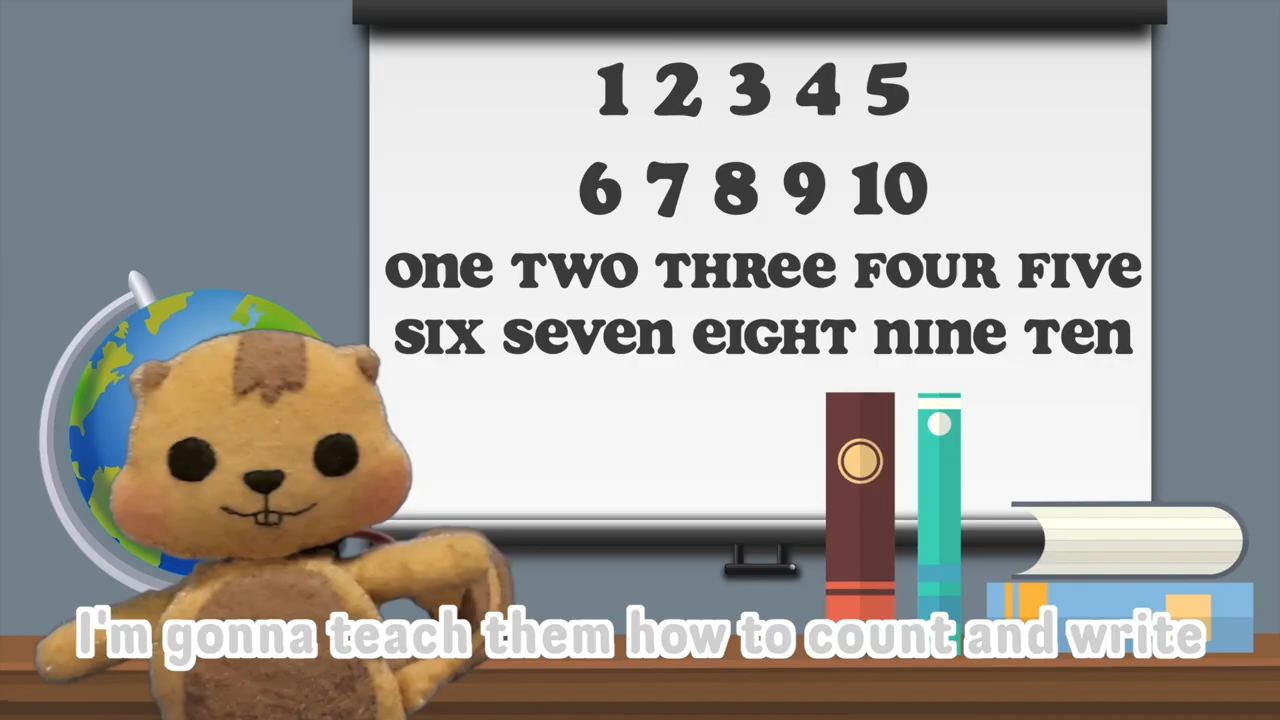 1 2 3 4 5
6 7 8 9 10
one TWO THRee FOUR FIVe
SIX seven eIGHT nine Ten
I'm gonna teach them how to count and write